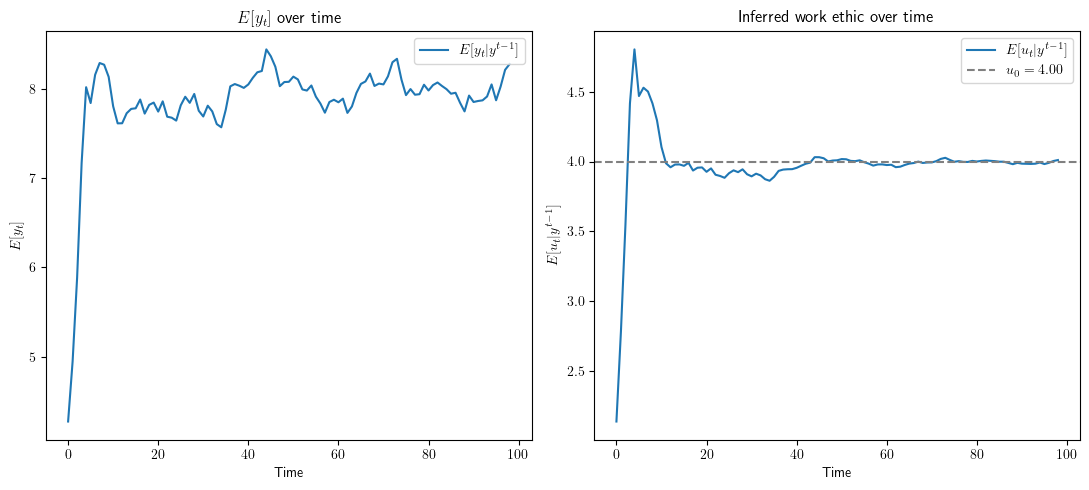 E[y_t] over time
E[y_t|y^{t-1}]
8
7
6
5
E[y_t]
0
20
40
60
80
100
Time
Inferred work ethic over time
E[u_t|y^{t-1}]
u_0 = 4.00
4.5
4.0
3.5
3.0
2.5
E[u_t|y^{t-1}]
0
20
40
60
80
100
Time